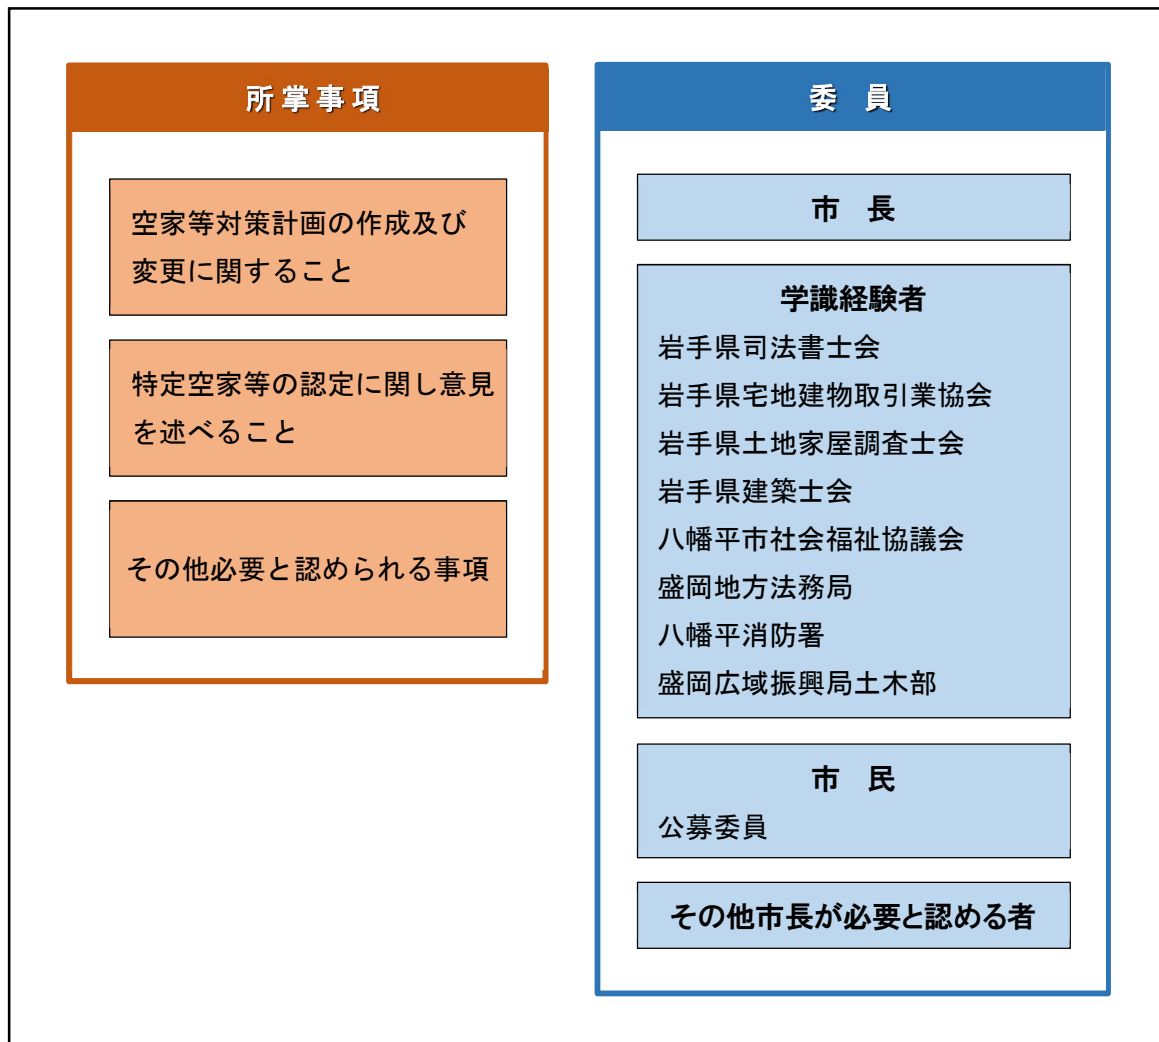 所掌事項
空家等対策計画の作成及び
変更に関すること
特定空家等の認定に関し意見
を述べること
その他必要と認められる事項
委　員
市　長
学識経験者
岩手県司法書士会
岩手県宅地建物取引業協会
岩手県土地家屋調査士会
岩手県建築士会
八幡平市社会福祉協議会
盛岡地方法務局
八幡平消防署
盛岡広域振興局土木部
市　民
公募委員
その他市長が必要と認める者